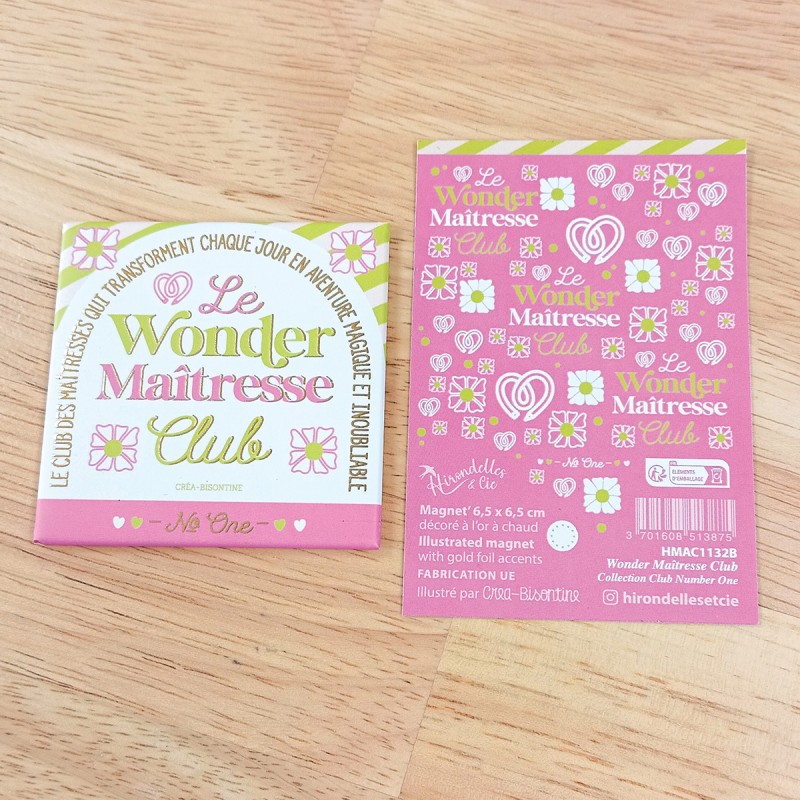 LE CLUB DES MAÎTRESSES QUI TRANSFORMENT CHAQUE JOUR EN AVENTURE MAGIQUE ET INOUBLIABLE
Le
Wonder
Maîtresse
Club
CRÉA-BISONTINE
No One
Le
Wonder
Maîtresse
Club
Le
Wonder
Maîtresse
Club
Le
Wonder
Maîtresse
Club
No One
Hirondelles
& Cie
ÉLÉMENTS
D'EMBALLAGE
Magnet' 6,5 x 6,5 cm
décoré à l'or à chaud
Illustrated magnet
with gold foil accents
FABRICATION UE
Illustré par Créa-Bisontine
3 701608 513875
HMAC1132B
Wonder Maîtresse Club
Collection Club Number One
hirondellesetcie